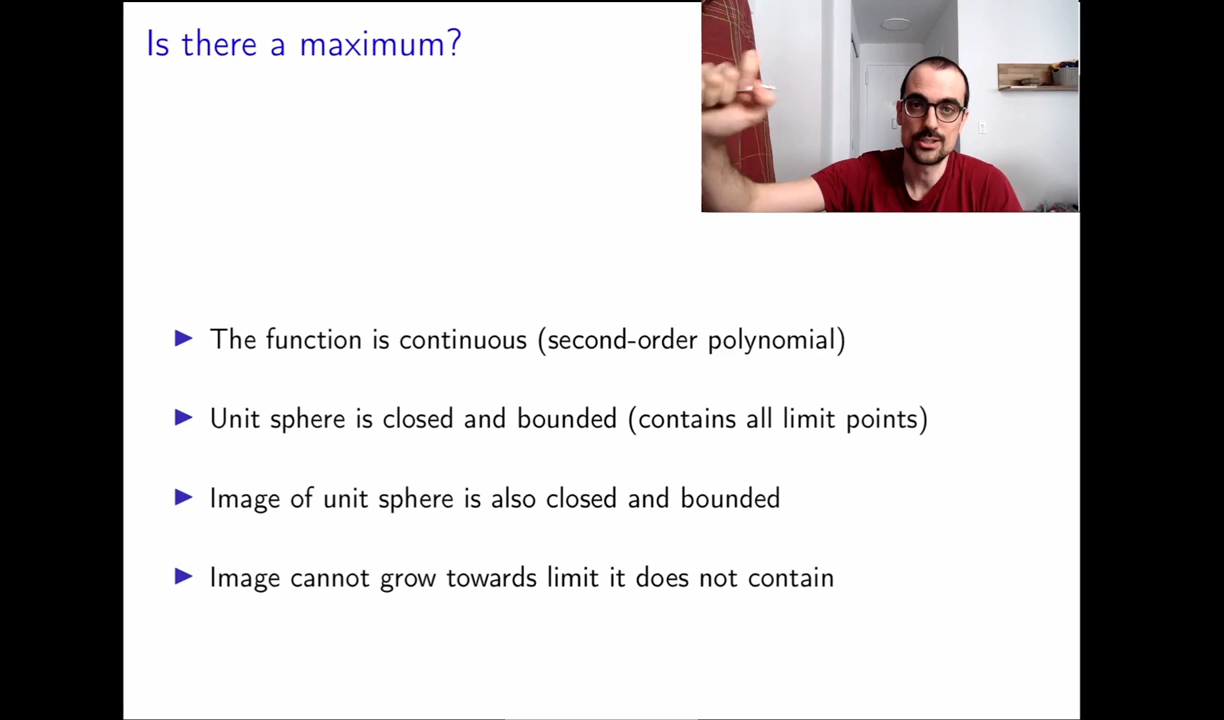 Is there a maximum?
▶ The function is continuous (second-order polynomial)
▶ Unit sphere is closed and bounded (contains all limit points)
▶ Image of unit sphere is also closed and bounded
▶ Image cannot grow towards limit it does not contain